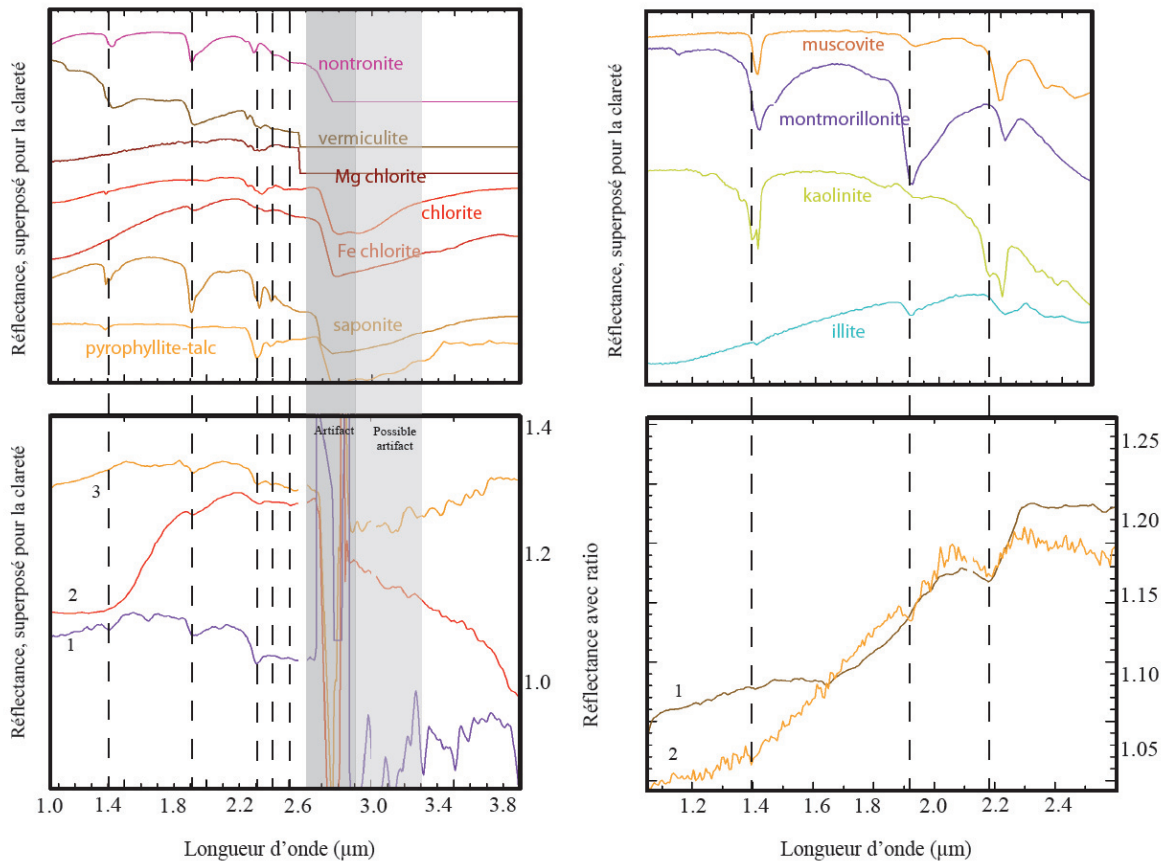 Réflectance, superposé pour la clareté
nontronite
vermiculite
Mg chlorite
chlorite
Fe chlorite
saponite
pyrophyllite-talc
Réflectance, superposé pour la clareté
muscovite
montmorillonite
kaolinite
illite
Réflectance, superposé pour la clareté
Artifact
Possible
artifact
3
2
1
1.4
1.2
1.0
1.0
1.4
1.8
2.2
2.6
3.0
3.4
3.8
Longueur d’onde (µm)
Réflectance avec ratio
1
2
1.25
1.20
1.15
1.10
1.05
1.2
1.4
1.6
1.8
2.0
2.2
2.4
Longueur d’onde (µm)